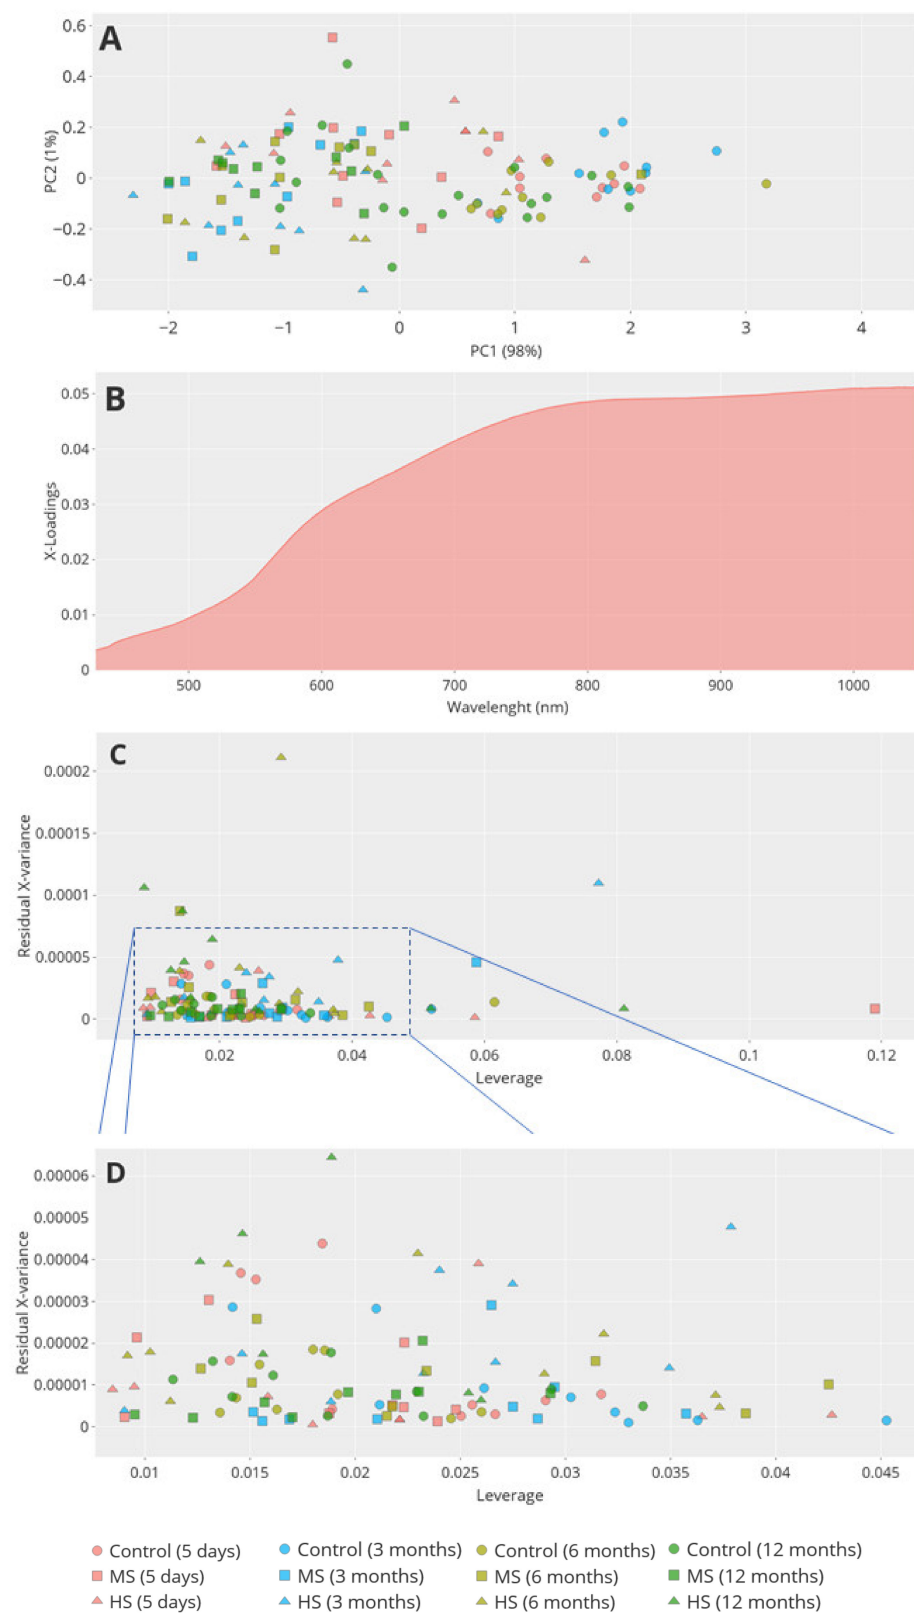 A
0.6
0.4
0.2
0
−0.2
−0.4
PC2 (1%)
−2 −1 0 1 2 3 4
PC1 (98%)
B
0.05
0.04
0.03
0.02
0.01
0
X-Loadings
500 600 700 800 900 1000
Wavelenght (nm)
C
0.0002
0.00015
0.0001
0.00005
0
Residual X-variance
0.02 0.04 0.06 0.08 0.1 0.12
Leverage
D
0.00006
0.00005
0.00004
0.00003
0.00002
0.00001
0
Residual X-variance
0.01 0.015 0.02 0.025 0.03 0.035 0.04 0.045
Leverage
Control (5 days) Control (3 months) Control (6 months) Control (12 months)
MS (5 days) MS (3 months) MS (6 months) MS (12 months)
HS (5 days) HS (3 months) HS (6 months) HS (12 months)